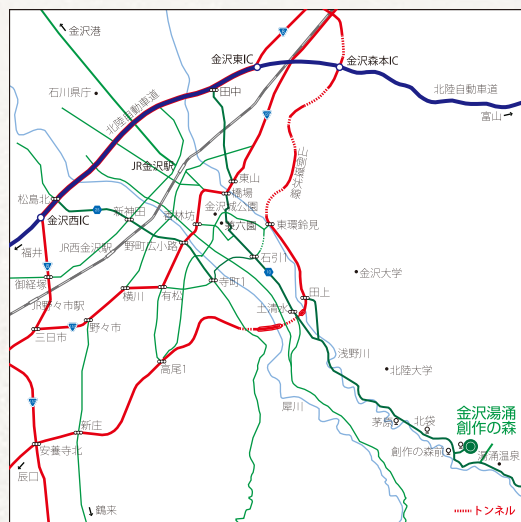 金沢港
金沢東IC
金沢森本IC
石川県庁
田中
北陸自動車道
北陸自動車道
富山
JR金沢駅
山側環状線
東山
橋場
松島北
新神田
香林坊
金沢城公園
兼六園
金沢西IC
東環鈴見
福井
JR西金沢駅
野町広小路
石引1
金沢大学
御経塚
寺町1
横川
有松
田上
JR野々市駅
土清水
野々市
三日市
浅野川
高尾1
北陸大学
犀川
金沢湯涌
創作の森
茅原
北袋
新庄
安養寺北
創作の森前
湯涌温泉
辰口
鶴来
トンネル